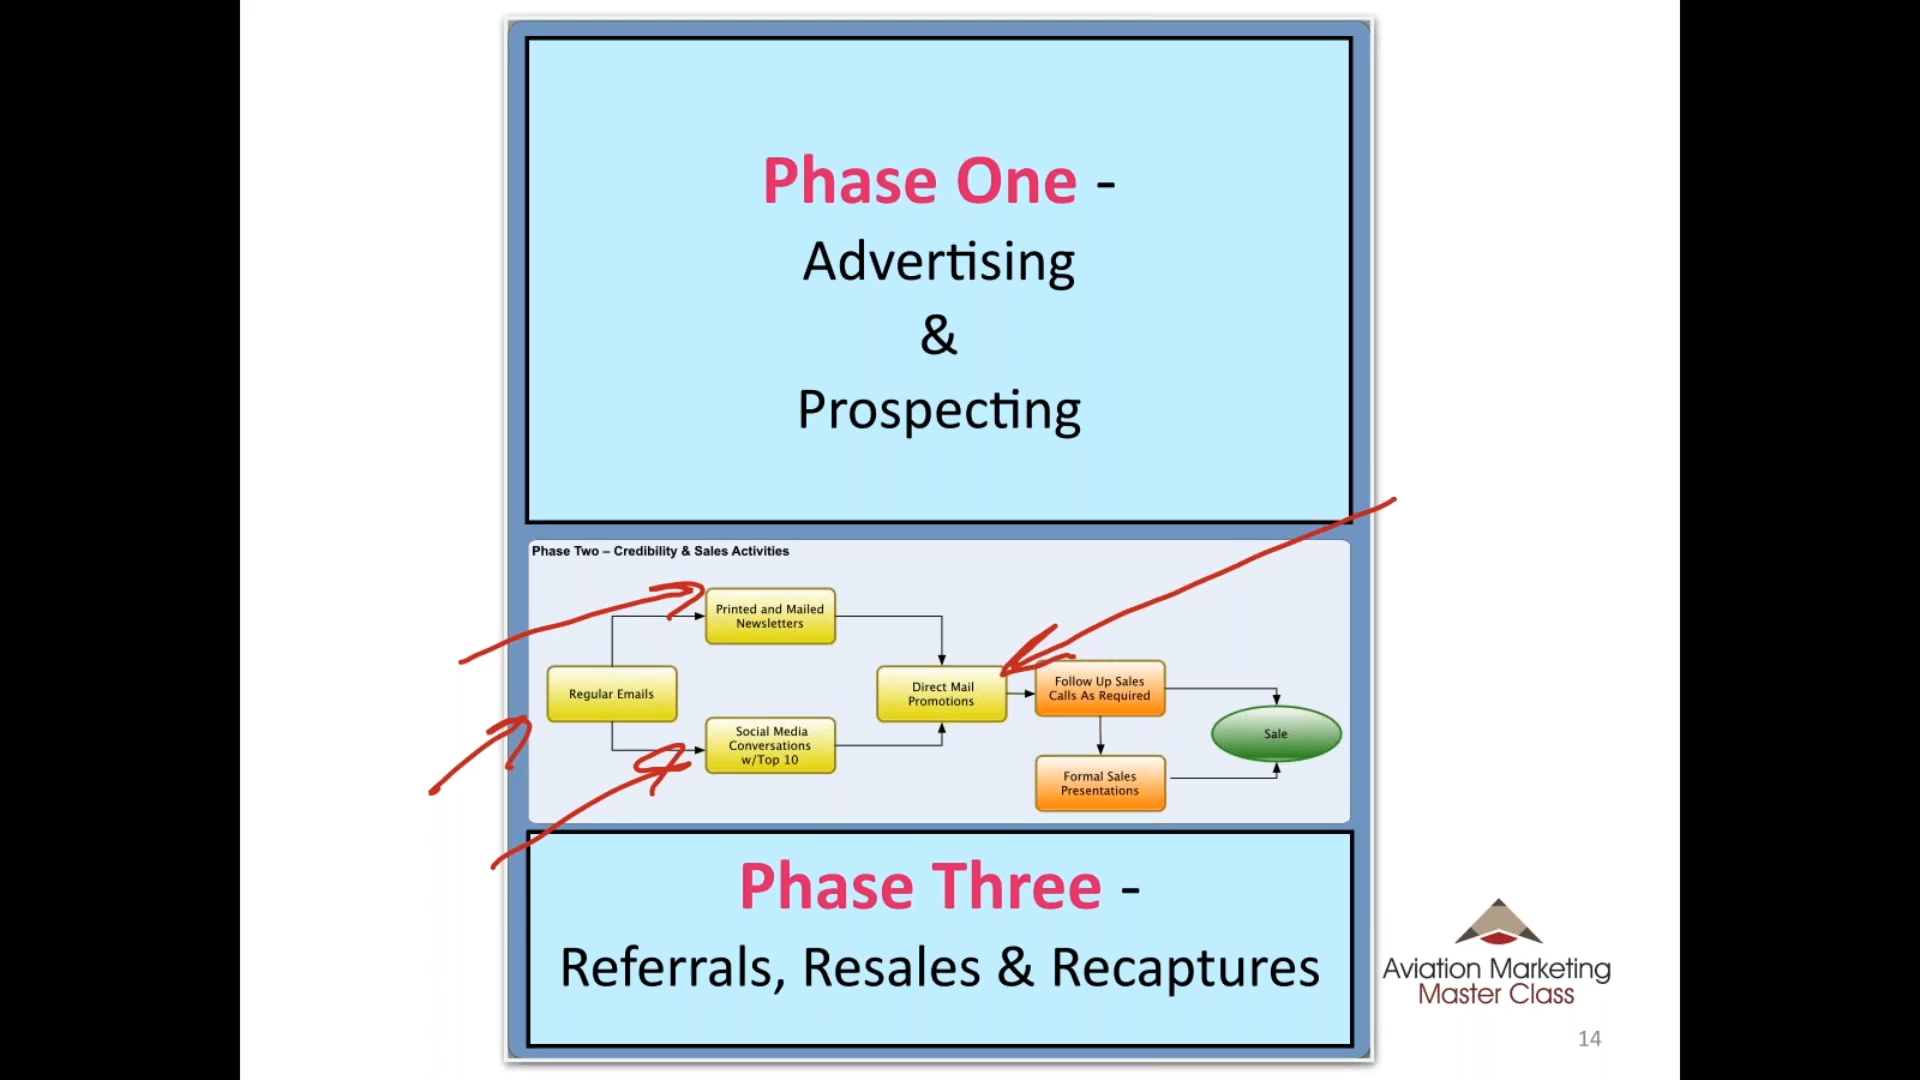 Phase One -
Advertising
&
Prospecting
Phase Two – Credibility & Sales Activities
Printed and Mailed
Newsletters
Regular Emails
Social Media
Conversations
w/Top 10
Direct Mail
Promotions
Follow Up Sales
Calls As Required
Formal Sales
Presentations
Sale
Phase Three -
Referrals, Resales & Recaptures
Aviation Marketing
Master Class
14